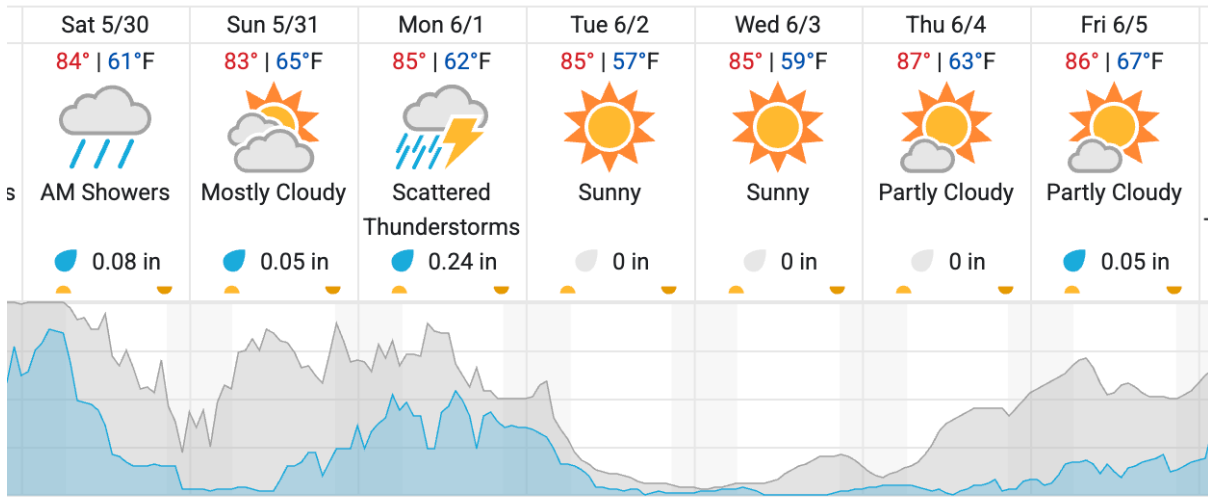 Sat 5/30 Sun 5/31 Mon 6/1 Tue 6/2 Wed 6/3 Thu 6/4 Fri 6/5
84° | 61°F 83° | 65°F 85° | 62°F 85° | 57°F 85° | 59°F 87° | 63°F 86° | 67°F
s AM Showers Mostly Cloudy Scattered Sunny Sunny Partly Cloudy Partly Cloudy
Thunderstorms
0.08 in 0.05 in 0.24 in 0 in 0 in 0 in 0.05 in